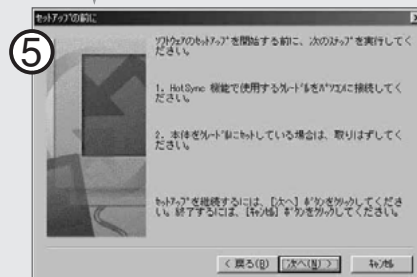 セットアップの前に
⑤
ソフトウェアのセットアップを開始する前に、次のステップを実行してく
ださい。
1. HotSync 機能で使用するクレードルをパソコンに接続してく
ださい。
2. 本体をクレードルにセットしている場合は、取りはずしてく
ださい。
セットアップを継続するには、[次へ] ボタンをクリックしてくださ
い。終了するには、[キャンセル] ボタンをクリックしてください。
< 戻る(B)
次へ(N) >
キャンセル